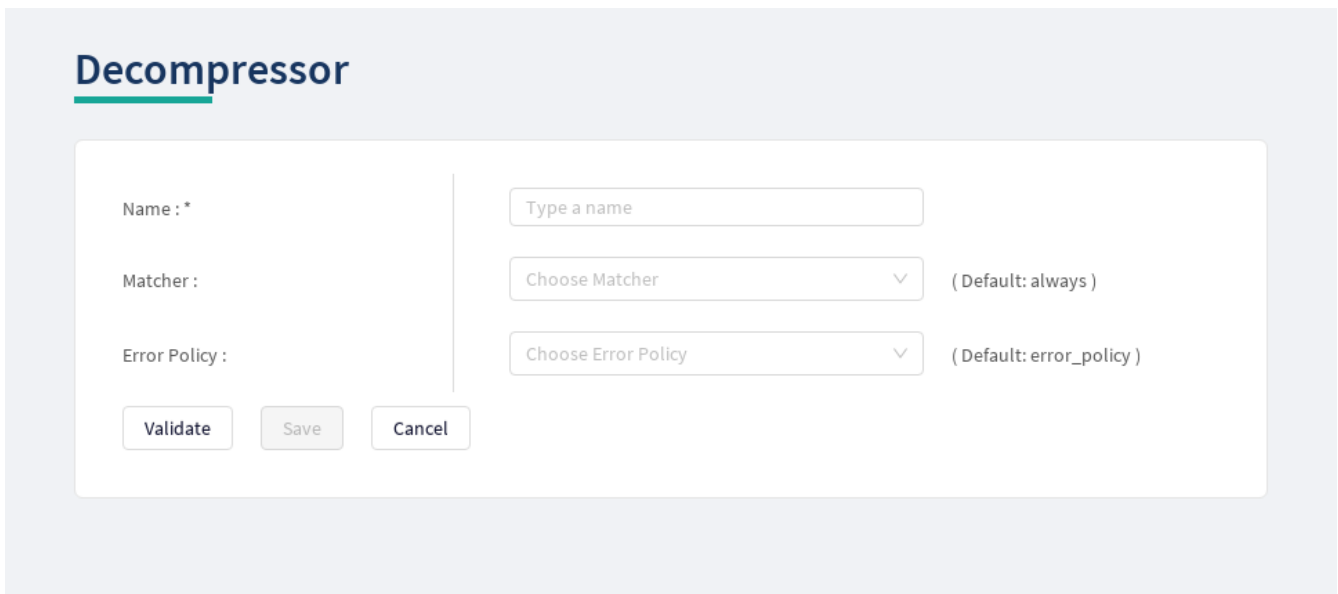 Decompressor
Name : * Type a name
Matcher : Choose Matcher ( Default: always )
Error Policy : Choose Error Policy ( Default: error_policy )
Validate Save Cancel